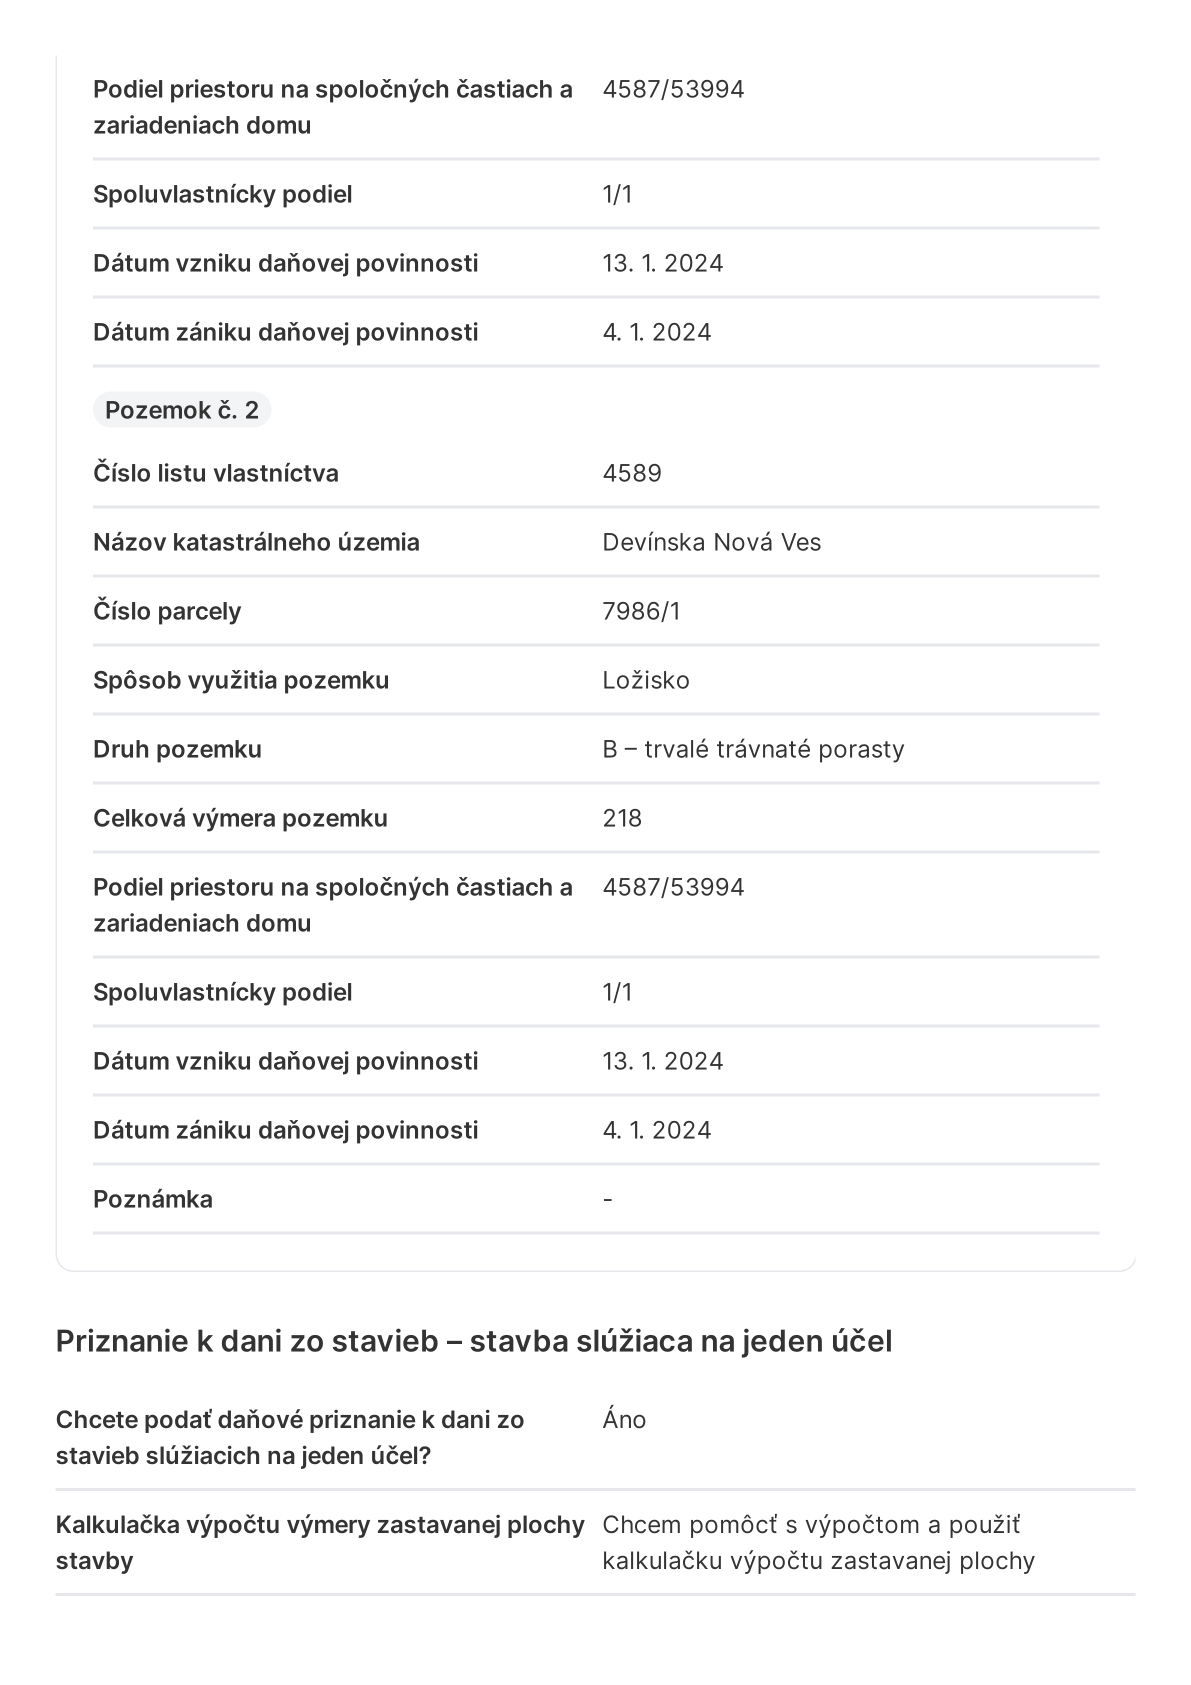 Podiel priestoru na spoločných častiach a 4587/53994
zariadeniach domu
Spoluvlastnícky podiel 1/1
Dátum vzniku daňovej povinnosti 13. 1. 2024
Dátum zániku daňovej povinnosti 4. 1. 2024
Pozemok č. 2
Číslo listu vlastníctva 4589
Názov katastrálneho územia Devínska Nová Ves
Číslo parcely 7986/1
Spôsob využitia pozemku Ložisko
Druh pozemku B – trvalé trávnaté porasty
Celková výmera pozemku 218
Podiel priestoru na spoločných častiach a 4587/53994
zariadeniach domu
Spoluvlastnícky podiel 1/1
Dátum vzniku daňovej povinnosti 13. 1. 2024
Dátum zániku daňovej povinnosti 4. 1. 2024
Poznámka -
Priznanie k dani zo stavieb – stavba slúžiaca na jeden účel
Chcete podať daňové priznanie k dani zo Áno
stavieb slúžiacich na jeden účel?
Kalkulačka výpočtu výmery zastavanej plochy Chcem pomôcť s výpočtom a použiť
stavby kalkulačku výpočtu zastavanej plochy